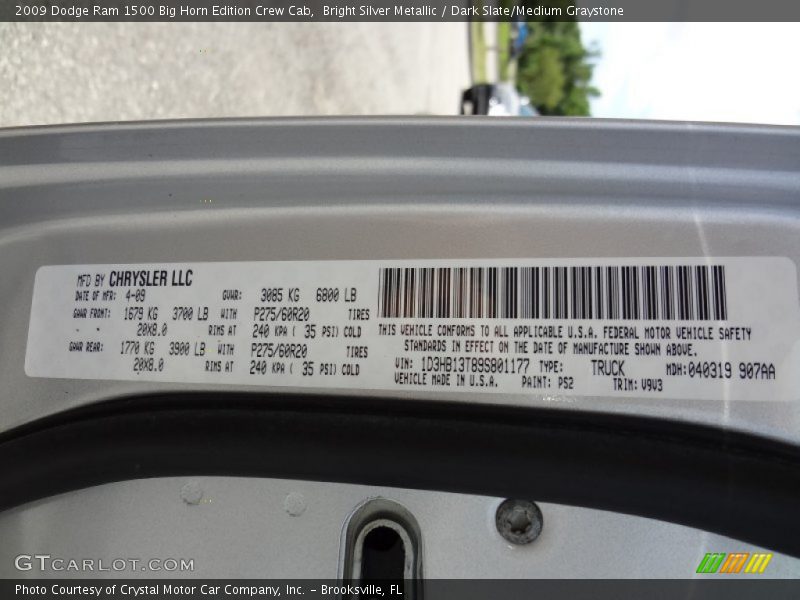 2009 Dodge Ram 1500 Big Horn Edition Crew Cab,  Bright Silver Metallic / Dark Slate/Medium Graystone
MFD BY CHRYSLER LLC
DATE OF MFR: 4-09 GVWR: 3085 KG 6800 LB
GAWR FRONT: 1679 KG 3700 LB WITH P275/60R20 TIRES
- - 20X8.0 RIMS AT 240 KPA ( 35 PSI) COLD
GAWR REAR: 1770 KG 3900 LB WITH P275/60R20 TIRES
20X8.0 RIMS AT 240 KPA ( 35 PSI) COLD
THIS VEHICLE CONFORMS TO ALL APPLICABLE U.S.A. FEDERAL MOTOR VEHICLE SAFETY
STANDARDS IN EFFECT ON THE DATE OF MANUFACTURE SHOWN ABOVE.
VIN: 1D3HB13T89S801177 TYPE: TRUCK MDH:040319 907AA
VEHICLE MADE IN U.S.A. PAINT: PS2 TRIM: V9V3
GTCARLOT.COM
Photo Courtesy of Crystal Motor Car Company, Inc. – Brooksville, FL